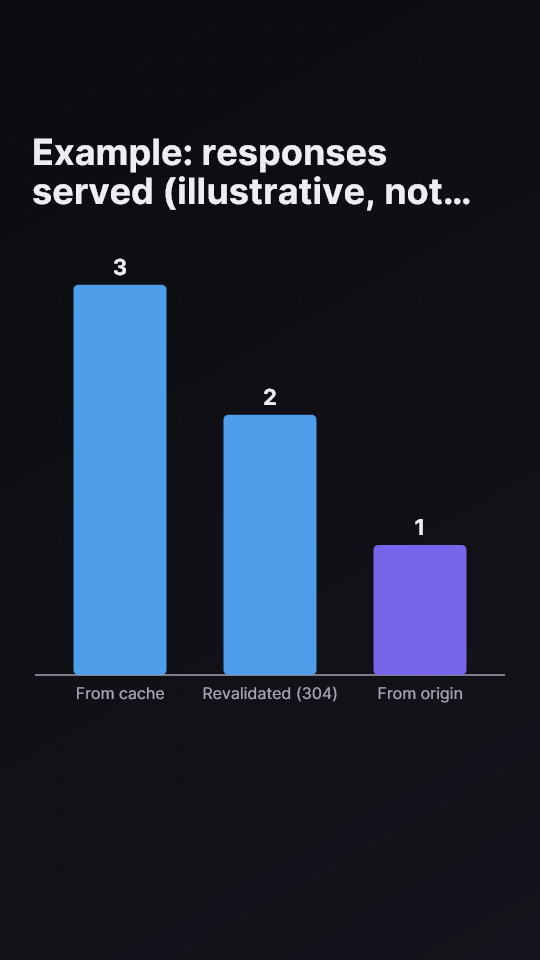 Example: responses
served (illustrative, not...
3
2
1
From cache
Revalidated (304)
From origin